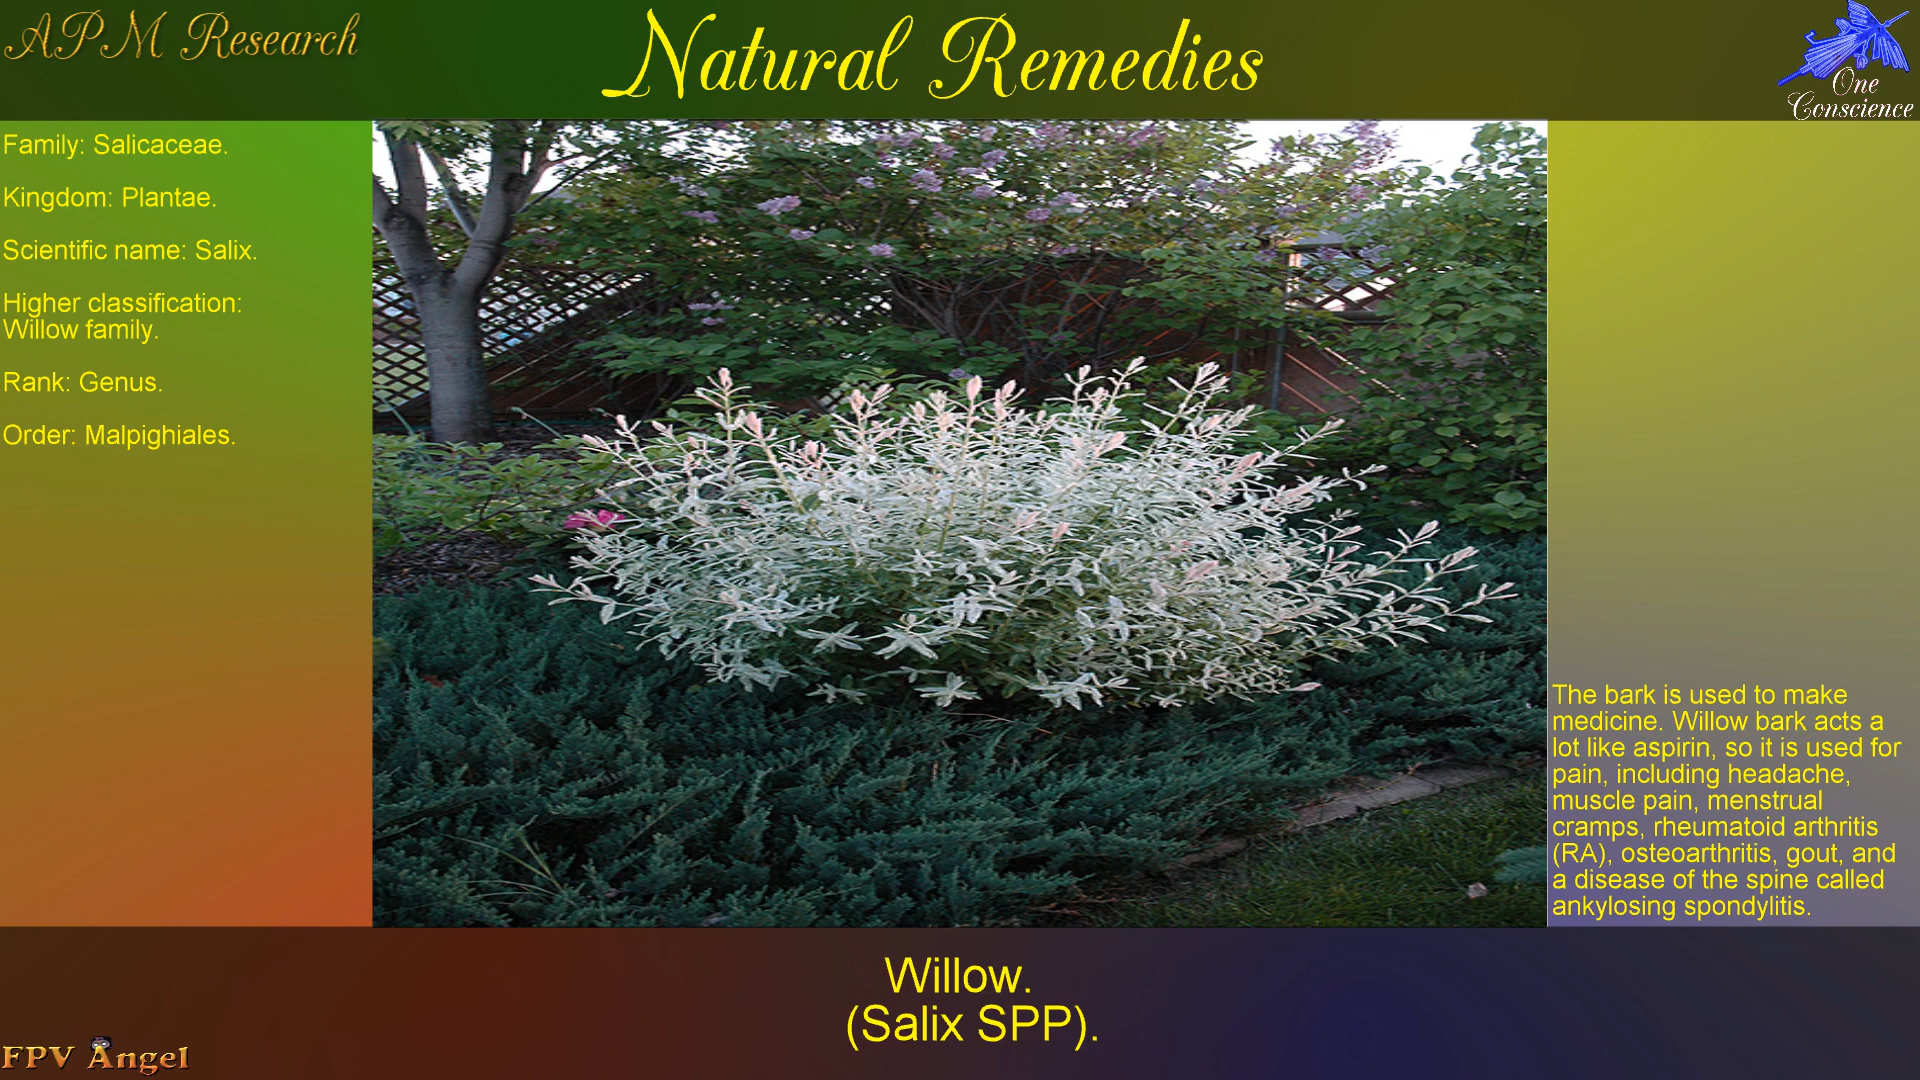 APM Research
Natural Remedies
One
Conscience
Family: Salicaceae.
Kingdom: Plantae.
Scientific name: Salix.
Higher classification:
Willow family.
Rank: Genus.
Order: Malpighiales.
The bark is used to make
medicine. Willow bark acts a
lot like aspirin, so it is used for
pain, including headache,
muscle pain, menstrual
cramps, rheumatoid arthritis
(RA), osteoarthritis, gout, and
a disease of the spine called
ankylosing spondylitis.
Willow.
(Salix SPP).
FPV Angel